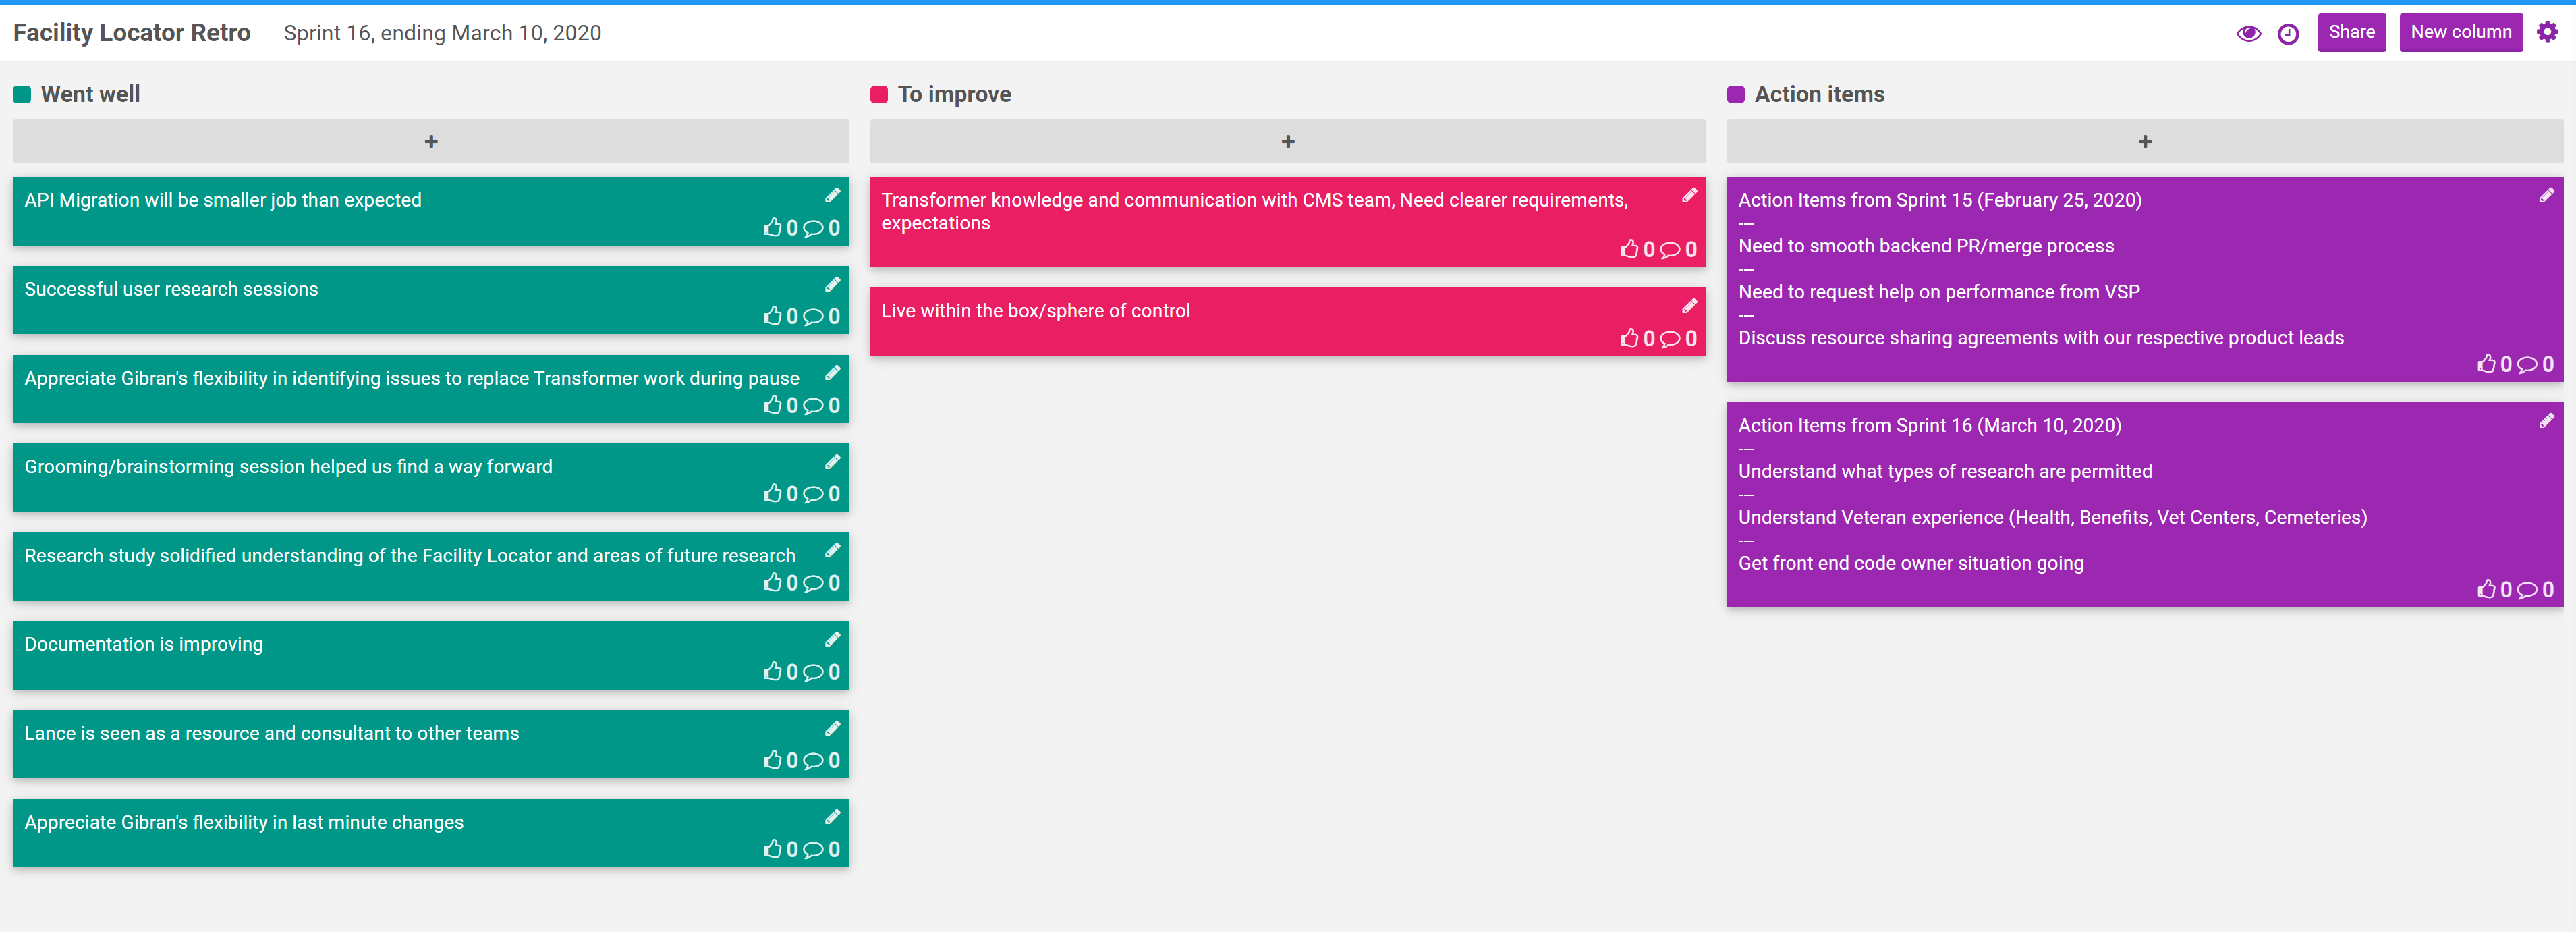 Facility Locator Retro
Sprint 16, ending March 10, 2020
Share
New column
Went well
+
API Migration will be smaller job than expected
0 0
Successful user research sessions
0 0
Appreciate Gibran's flexibility in identifying issues to replace Transformer work during pause
0 0
Grooming/brainstorming session helped us find a way forward
0 0
Research study solidified understanding of the Facility Locator and areas of future research
0 0
Documentation is improving
0 0
Lance is seen as a resource and consultant to other teams
0 0
Appreciate Gibran's flexibility in last minute changes
0 0
To improve
+
Transformer knowledge and communication with CMS team, Need clearer requirements,
expectations
0 0
Live within the box/sphere of control
0 0
Action items
+
Action Items from Sprint 15 (February 25, 2020)
---
Need to smooth backend PR/merge process
---
Need to request help on performance from VSP
---
Discuss resource sharing agreements with our respective product leads
0 0
Action Items from Sprint 16 (March 10, 2020)
---
Understand what types of research are permitted
---
Understand Veteran experience (Health, Benefits, Vet Centers, Cemeteries)
---
Get front end code owner situation going
0 0